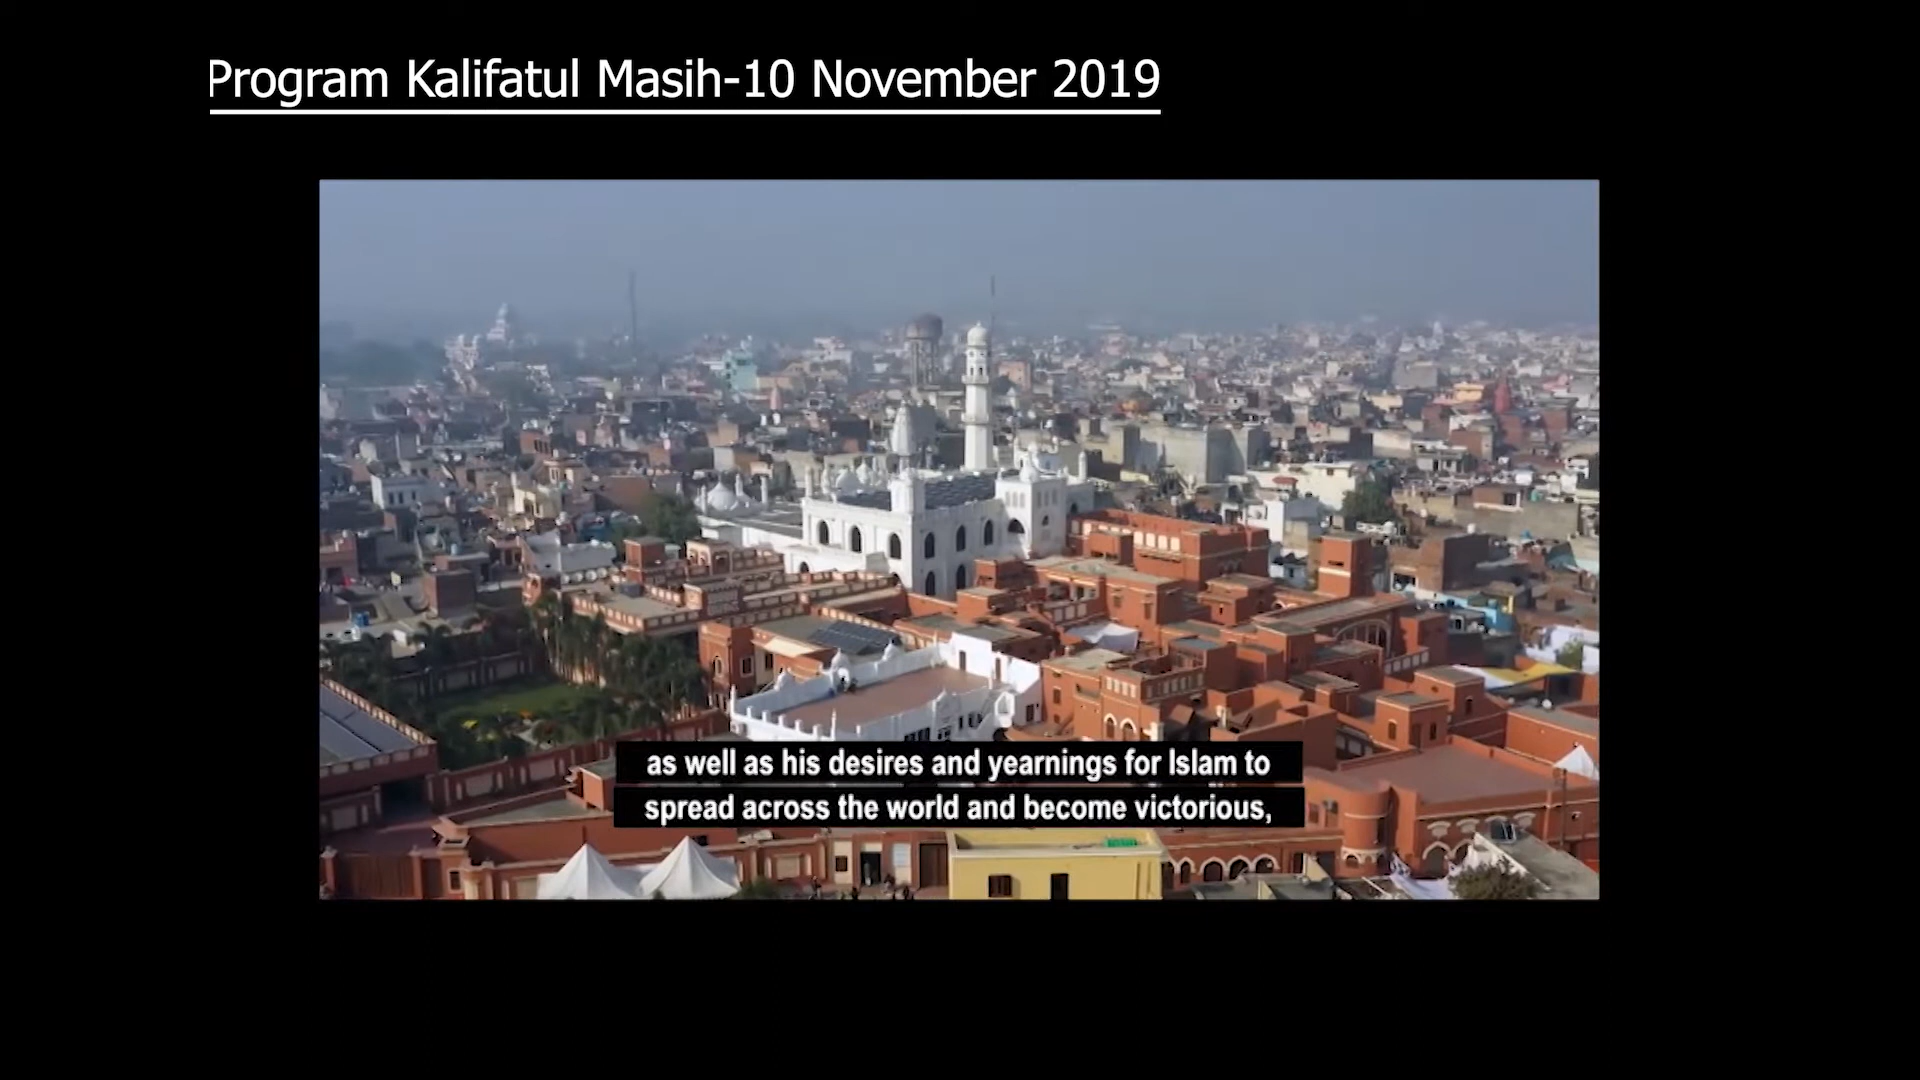 Program Kalifatul Masih-10 November 2019
as well as his desires and yearnings for Islam to
spread across the world and become victorious,